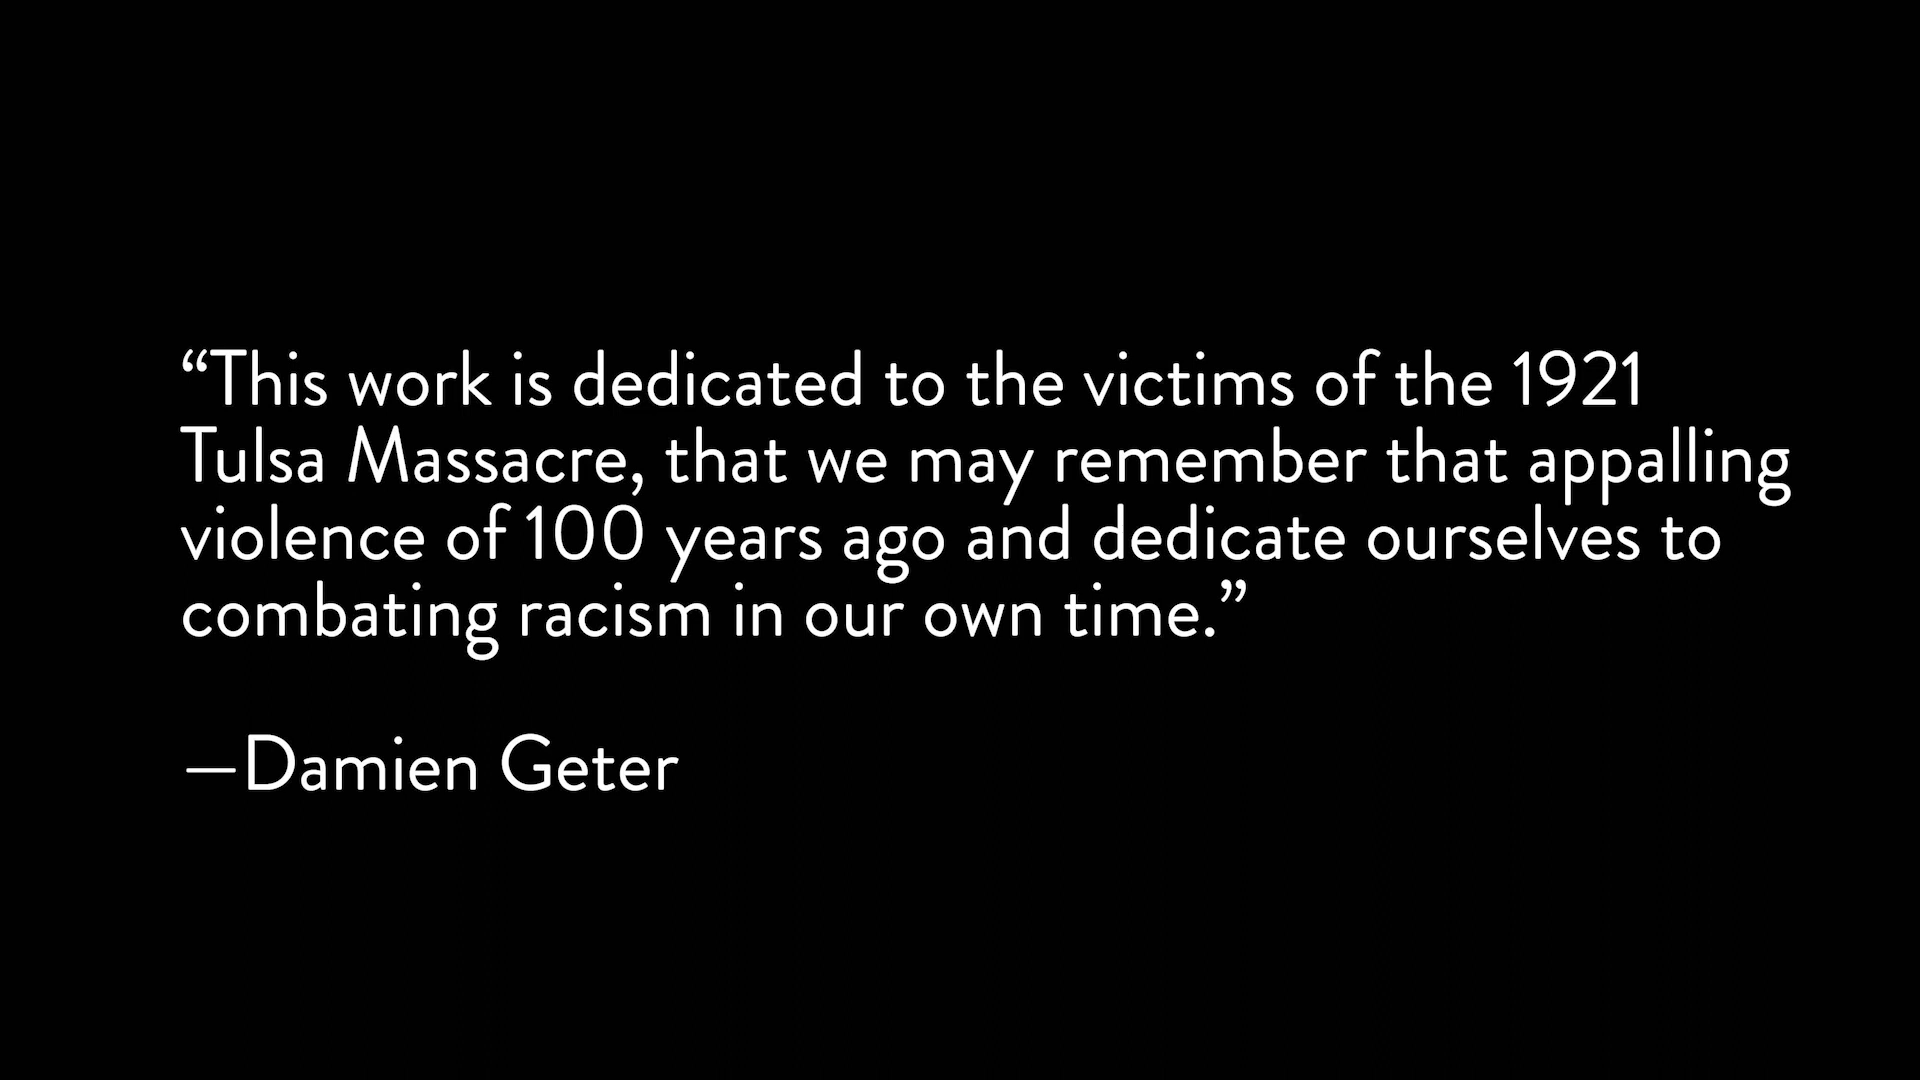 “This work is dedicated to the victims of the 1921
Tulsa Massacre, that we may remember that appalling
violence of 100 years ago and dedicate ourselves to
combating racism in our own time.”
—Damien Geter